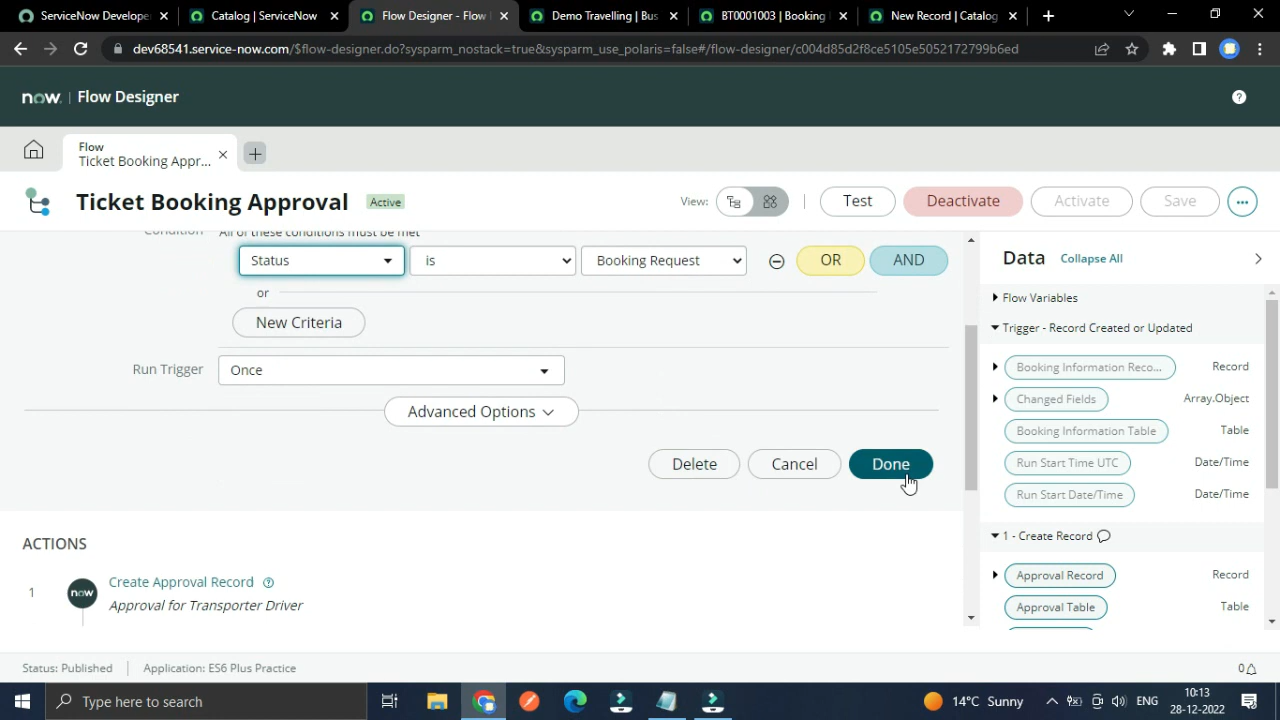 ServiceNow Develope
Catalog | ServiceNow
Flow Designer - Flow
Demo Travelling | Bus
BT0001003 | Booking
New Record | Catalog
dev68541.service-now.com/$flow-designer.do?sysparm_nostack=true&sysparm_use_polaris=false#/flow-designer/c004d85d2f8ce5105e5052172799b6ed
now. | Flow Designer
Flow
Ticket Booking Appr...
Ticket Booking Approval Active
View:
Test
Deactivate
Activate
Save
Condition All of these conditions must be met
Status is Booking Request OR AND
or
New Criteria
Run Trigger Once
Advanced Options
Delete Cancel Done
ACTIONS
1 now Create Approval Record
Approval for Transporter Driver
Data Collapse All
Flow Variables
Trigger - Record Created or Updated
Booking Information Reco... Record
Changed Fields Array.Object
Booking Information Table Table
Run Start Time UTC Date/Time
Run Start Date/Time Date/Time
1 - Create Record
Approval Record Record
Approval Table Table
Status: Published Application: ES6 Plus Practice
0
Type here to search
14°C Sunny
ENG
10:13
28-12-2022